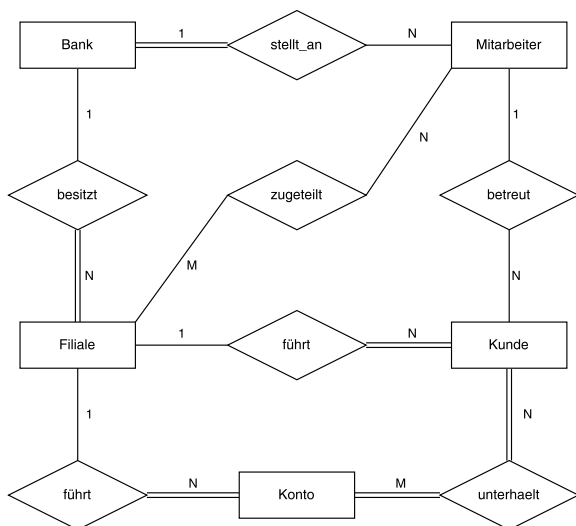 Bank
1
stellt_an
N
Mitarbeiter
1
1
N
besitzt
zugeteilt
betreut
M
N
N
Filiale
1
führt
N
Kunde
1
N
führt
N
Konto
M
unterhaelt